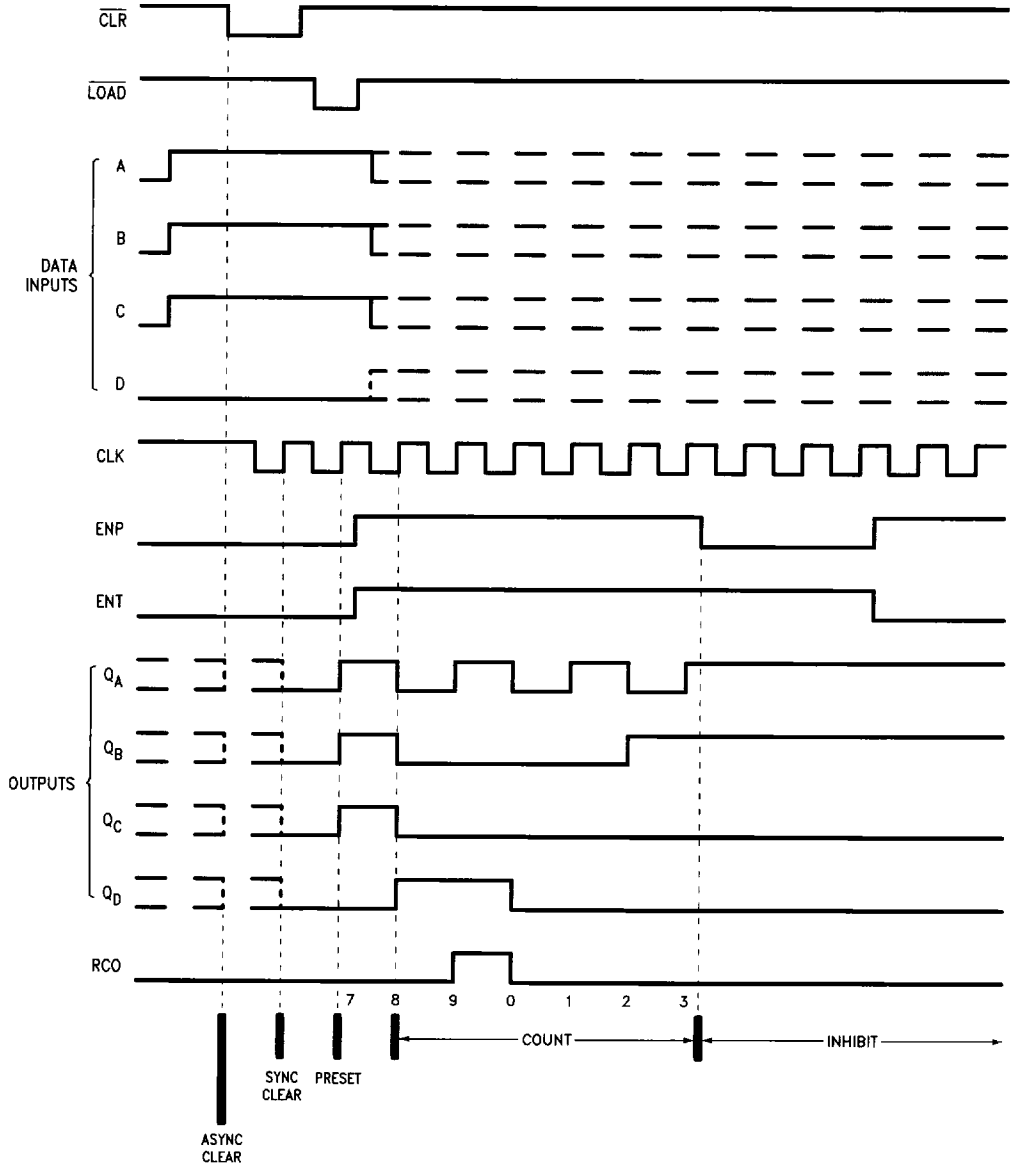 CLR
LOAD
A
B
DATA
INPUTS
C
D
CLK
ENP
ENT
QA
QB
OUTPUTS
QC
QD
RCO
7 8 9 0 1 2 3
COUNT INHIBIT
SYNC
CLEAR
PRESET
ASYNC
CLEAR